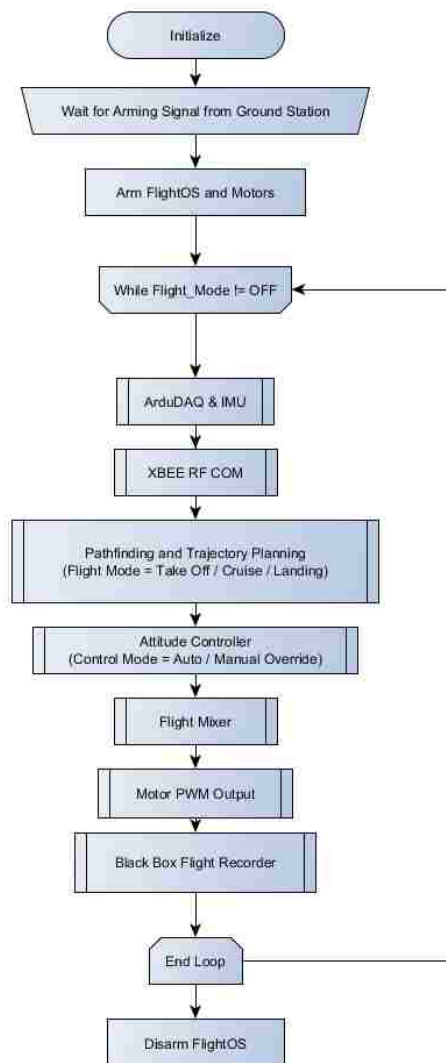 Initialize
Wait for Arming Signal from Ground Station
Arm FlightOS and Motors
While Flight_Mode != OFF
ArduDAQ & IMU
XBEE RF COM
Pathfinding and Trajectory Planning
(Flight Mode = Take Off / Cruise / Landing)
Attitude Controller
(Control Mode = Auto / Manual Override)
Flight Mixer
Motor PWM Output
Black Box Flight Recorder
End Loop
Disarm FlightOS